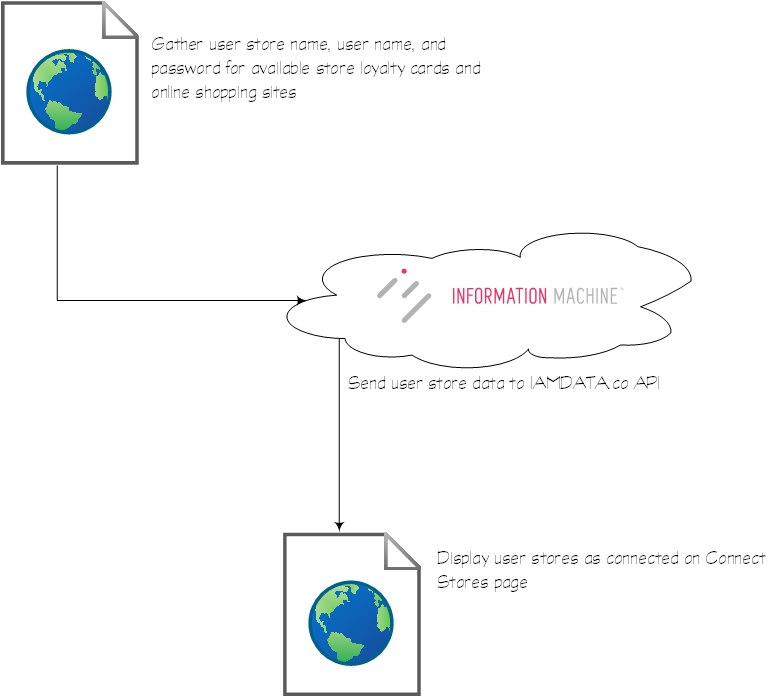 Gather user store name, user name, and
password for available store loyalty cards and
online shopping sites
INFORMATION MACHINE™
Send user store data to IAMDATA.co API
Display user stores as connected on Connect
Stores page